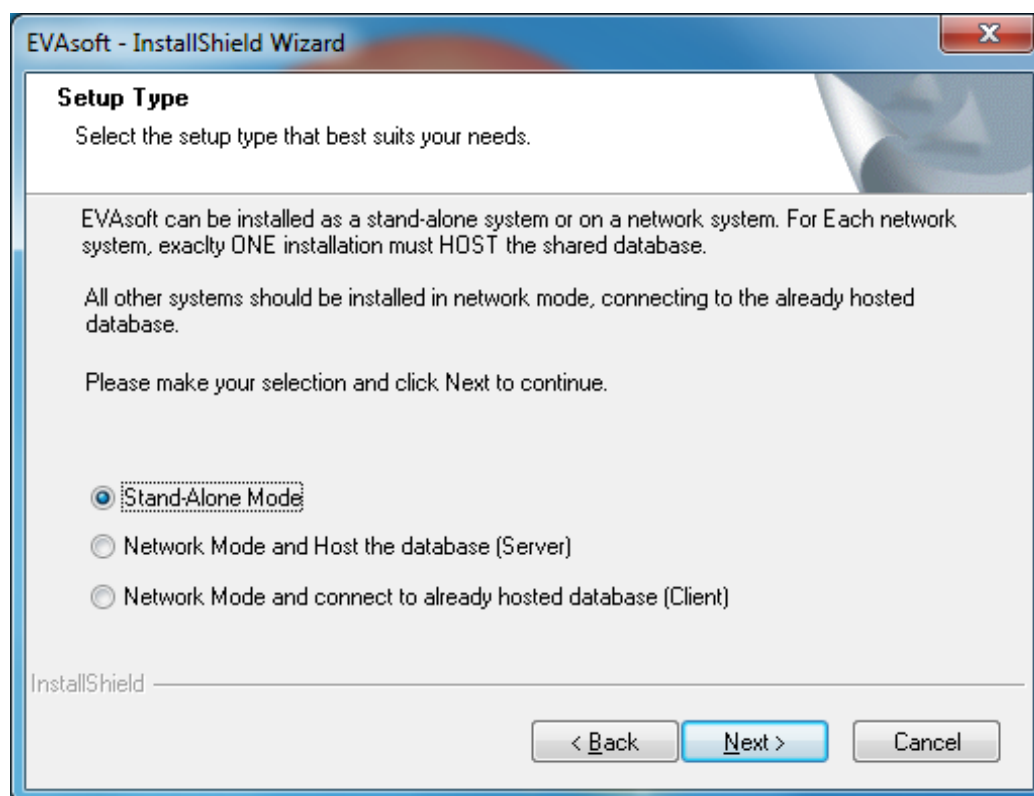 EVAsoft - InstallShield Wizard
Setup Type
Select the setup type that best suits your needs.
EVAsoft can be installed as a stand-alone system or on a network system. For Each network
system, exaclty ONE installation must HOST the shared database.
All other systems should be installed in network mode, connecting to the already hosted
database.
Please make your selection and click Next to continue.
Stand-Alone Mode
Network Mode and Host the database (Server)
Network Mode and connect to already hosted database (Client)
InstallShield
< Back Next > Cancel